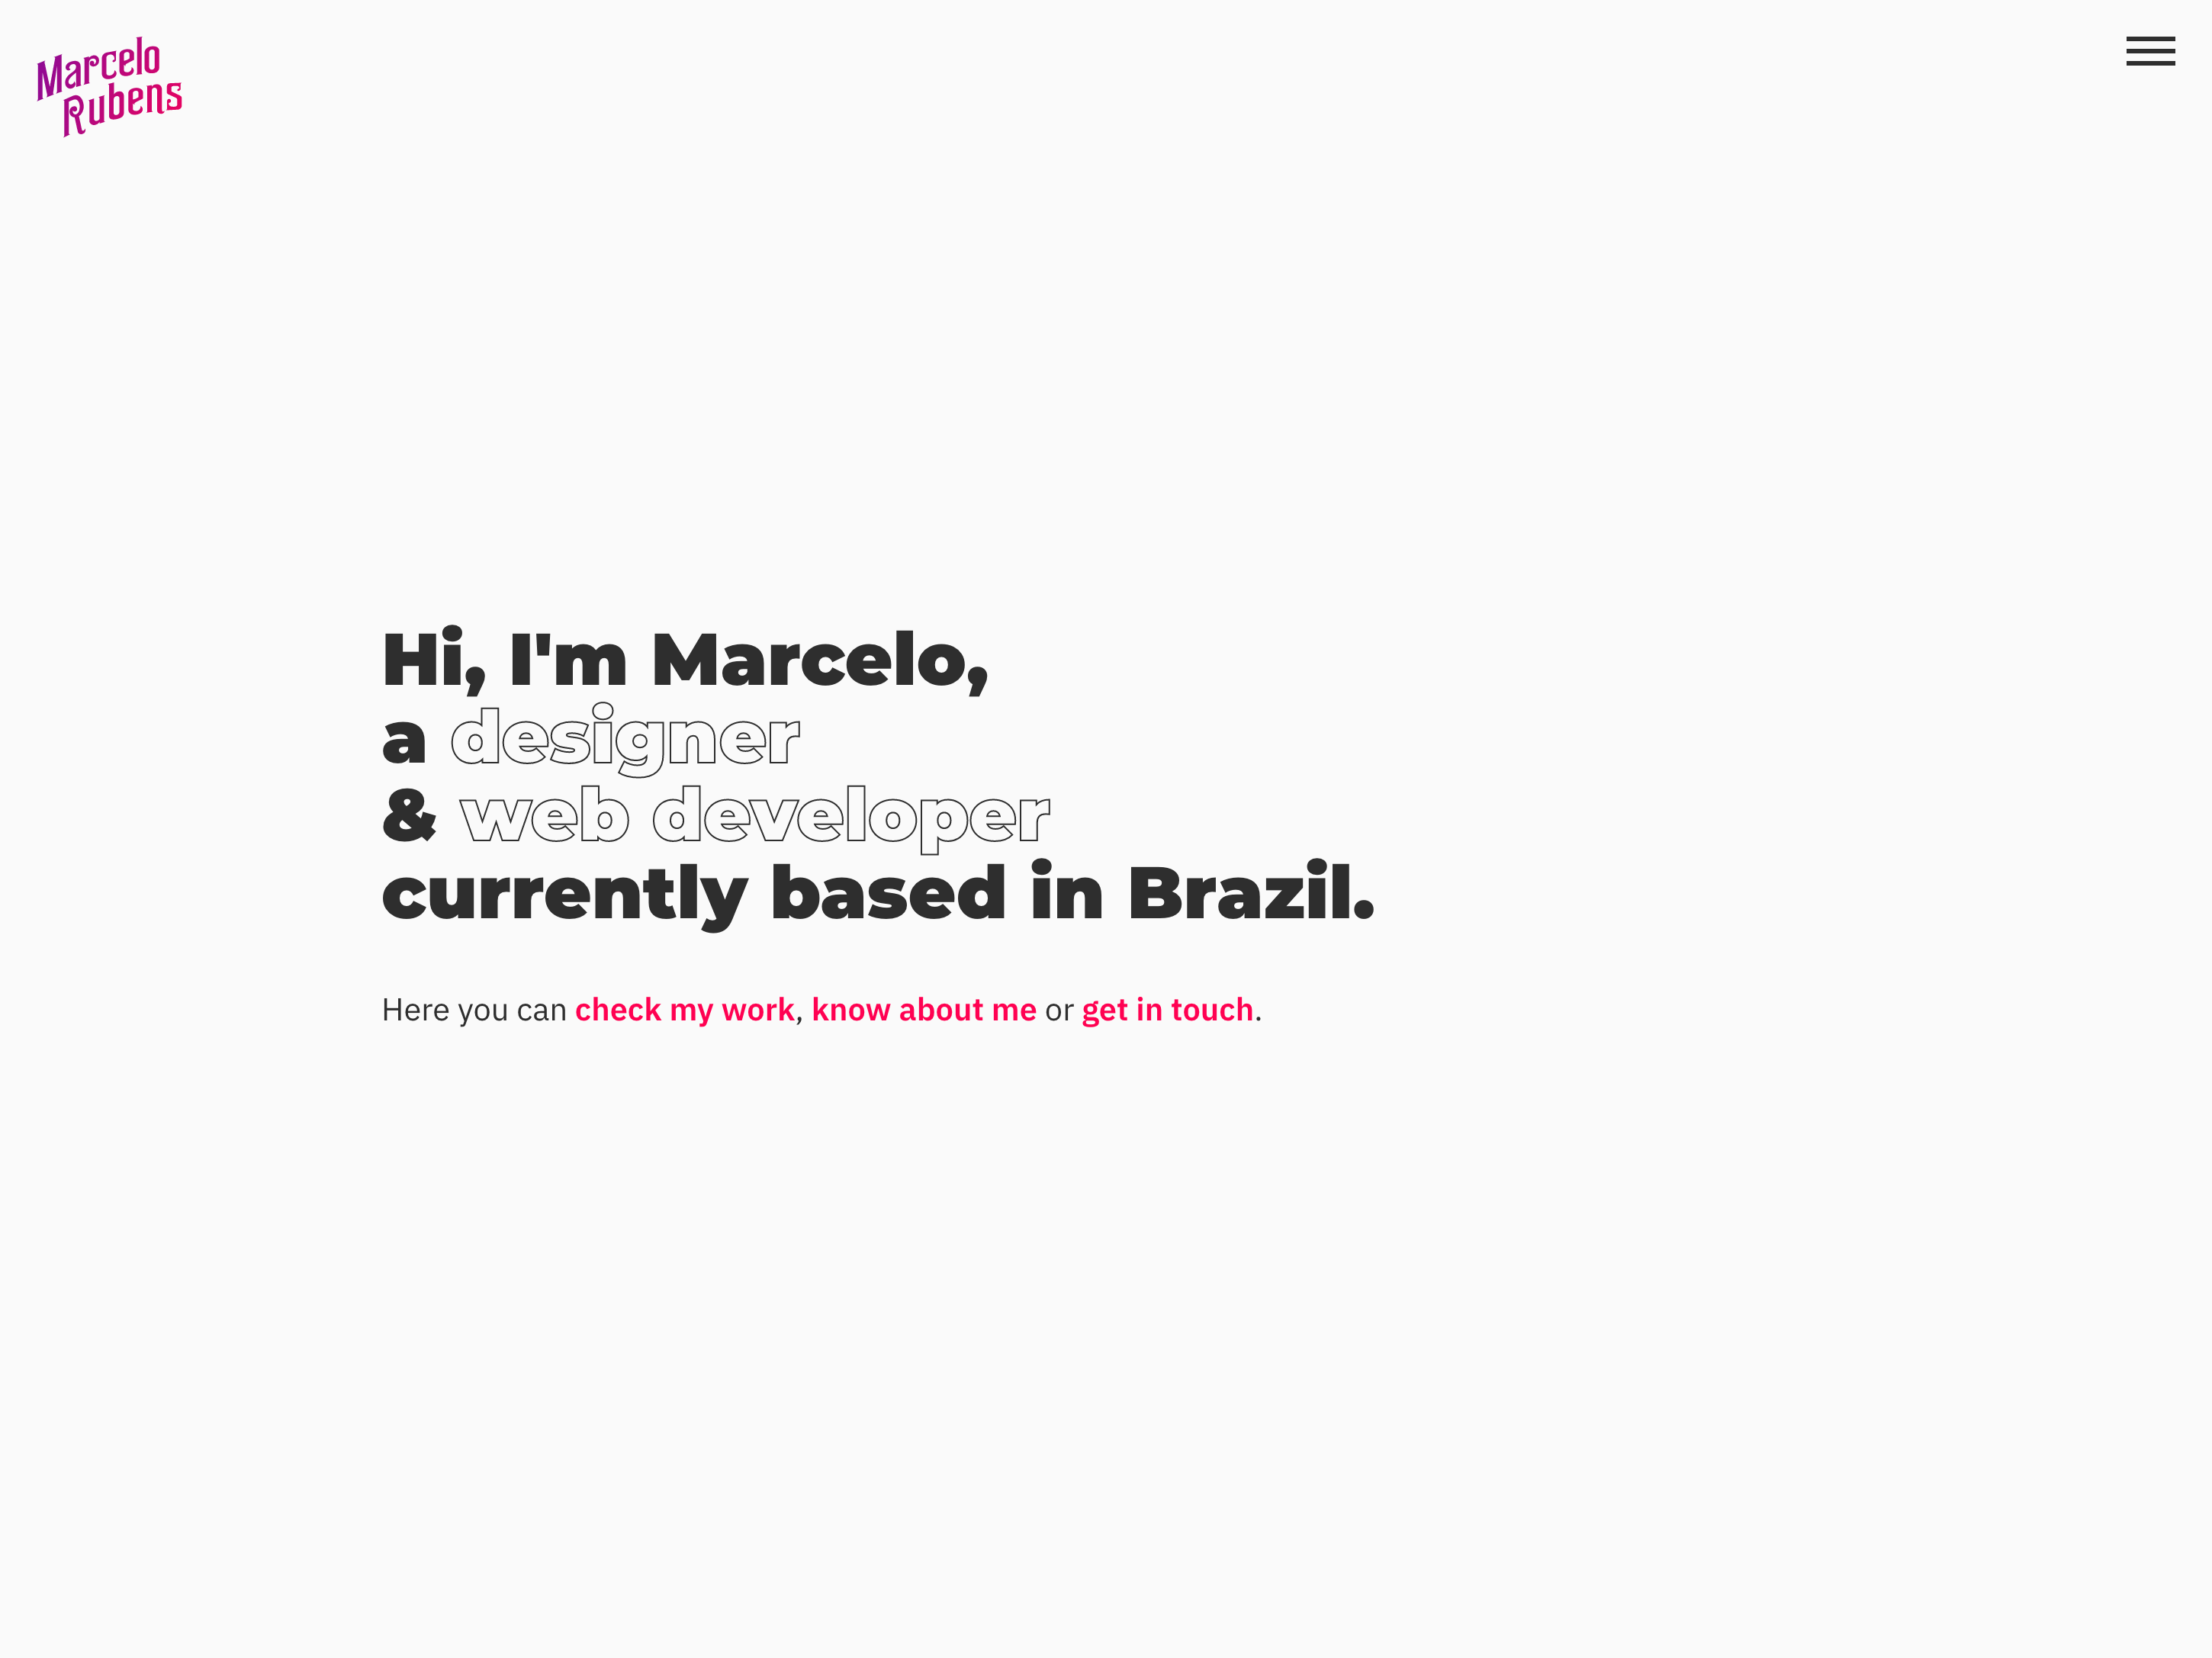 Marcelo
Rubens
Hi, I'm Marcelo,
a designer
& web developer
currently based in Brazil.
Here you can check my work, know about me or get in touch.